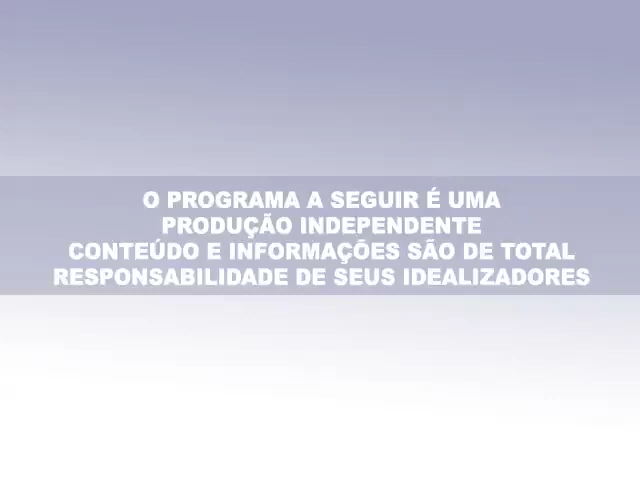 O PROGRAMA A SEGUIR É UMA
PRODUÇÃO INDEPENDENTE
CONTEÚDO E INFORMAÇÕES SÃO DE TOTAL
RESPONSABILIDADE DE SEUS IDEALIZADORES